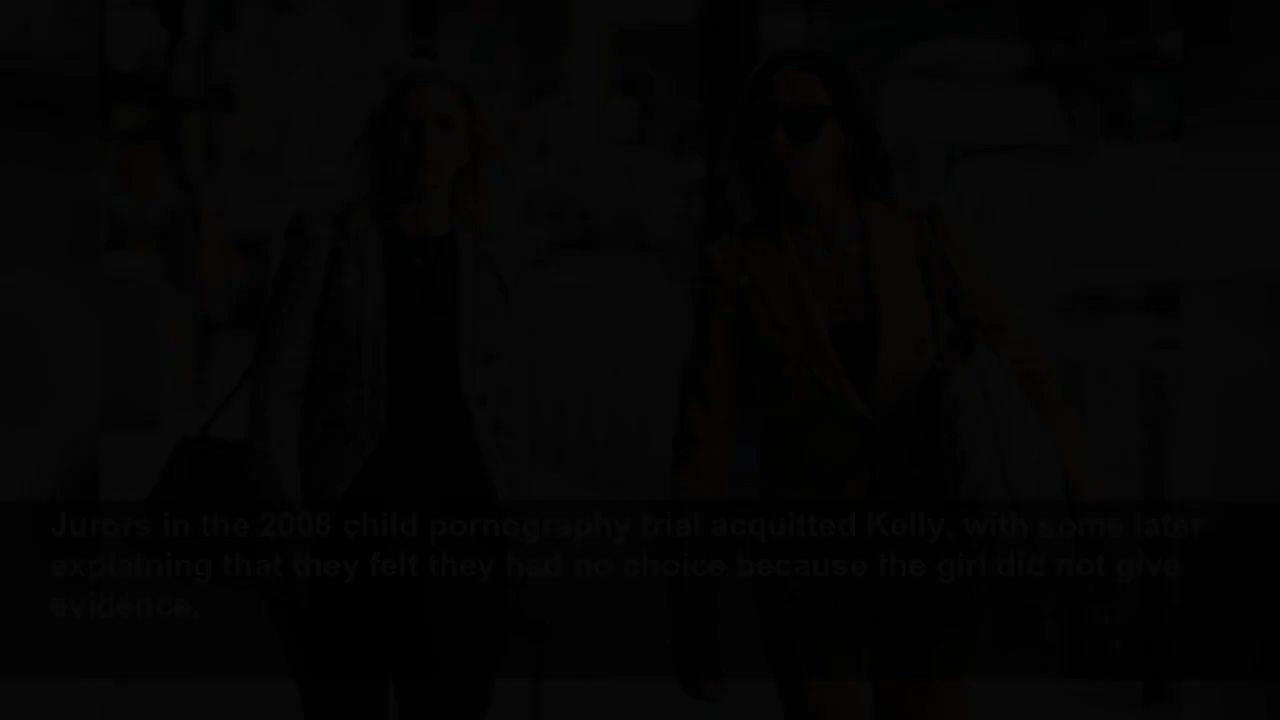 Jurors in the 2008 child pornography trial acquitted Kelly, with some later
explaining that they felt they had no choice because the girl did not give
evidence.